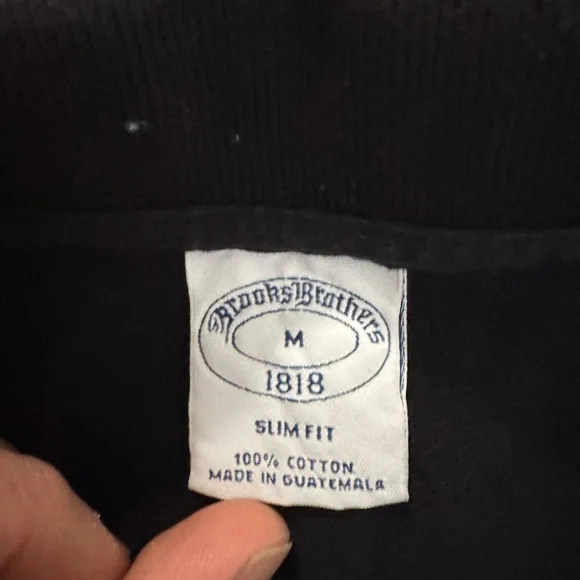 Brooks Brothers
M
1818
SLIM FIT
100% COTTON
MADE IN GUATEMALA